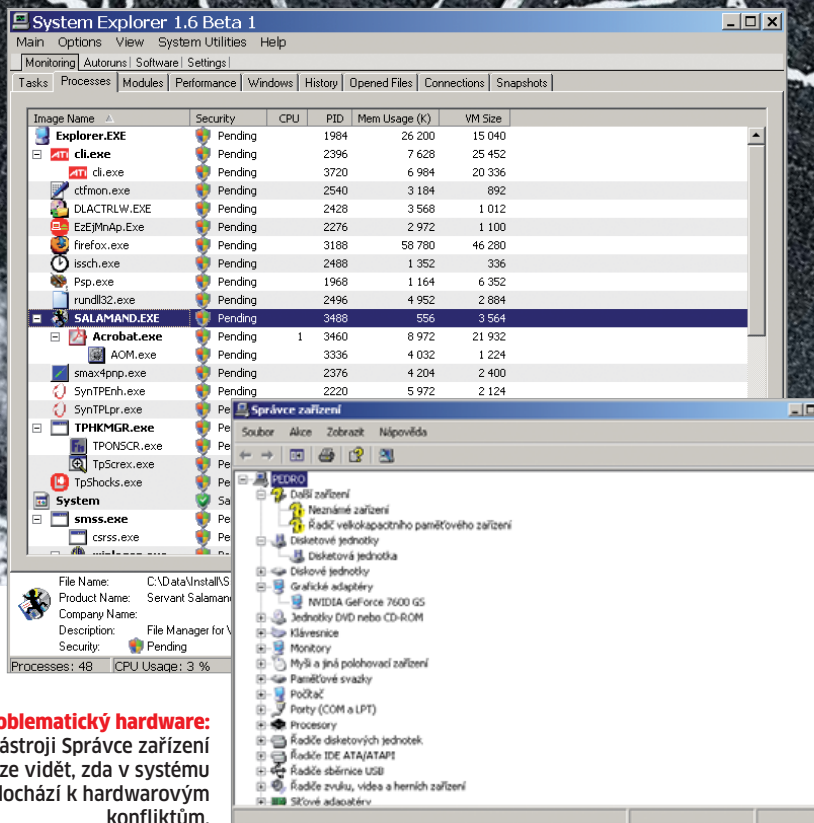 System Explorer 1.6 Beta 1
Main Options View System Utilities Help
Monitoring Autoruns Software Settings
Tasks Processes Modules Performance Windows History Opened Files Connections Snapshots
Image Name Security CPU PID Mem Usage (K) VM Size
Explorer.EXE Pending 1984 26 200 15 040
ATI cli.exe Pending 2396 7 628 25 452
ATI cli.exe Pending 3720 6 984 20 336
ctfmon.exe Pending 2540 3 184 892
DLACTRLW.EXE Pending 2428 3 568 1 012
EzEjMnAp.Exe Pending 2276 2 972 1 100
firefox.exe Pending 3188 58 780 46 280
issch.exe Pending 2488 1 352 336
Psp.exe Pending 1968 1 164 6 352
rundll32.exe Pending 2496 4 952 2 884
SALAMAND.EXE Pending 3488 556 3 564
Acrobat.exe Pending 1 3460 8 972 21 932
AOM.exe Pending 3336 4 032 1 224
smax4pnp.exe Pending 2376 4 204 2 400
SynTPEnh.exe Pending 2220 5 972 2 124
SynTPLpr.exe Pe
TPHKMGR.exe Pe
TPONSCR.exe Pe
TpScrex.exe Pe
TpShocks.exe Pe
System Sa
smss.exe Pe
csrss.exe Pe
File Name: C:\Data\Install\S
Product Name: Servant Salaman
Company Name:
Description: File Manager for
Security: Pending
Processes: 48 CPU Usage: 3 %
Správce zařízení
Soubor Akce Zobrazit Nápověda
PEDRO
Další zařízení
Neznámé zařízení
Řadič velkokapacitního paměťového zařízení
Disketové jednotky
Disketová jednotka
Diskové jednotky
Grafické adaptéry
NVIDIA GeForce 7600 GS
Jednotky DVD nebo CD-ROM
Klávesnice
Monitory
Myši a jiná polohovací zařízení
Paměťové svazky
Počítač
Porty (COM a LPT)
Procesory
Řadiče disketových jednotek
Řadiče IDE ATA/ATAPI
Řadiče sběrnice USB
Řadiče zvuku, videa a herních zařízení
Síťové adaptéry
oblematický hardware:
ástroji Správce zařízení
ze vidět, zda v systému
dochází k hardwarovým
konfliktům.